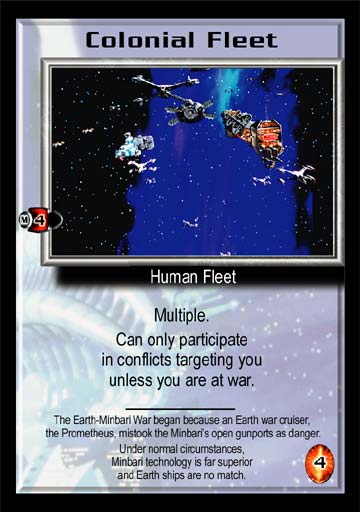 Colonial Fleet
M 4
Human Fleet
Multiple.
Can only participate
in conflicts targeting you
unless you are at war.
The Earth-Minbari War began because an Earth war cruiser,
the Prometheus, mistook the Minbari's open gunports as danger.
Under normal circumstances,
Minbari technology is far superior
and Earth ships are no match.
4